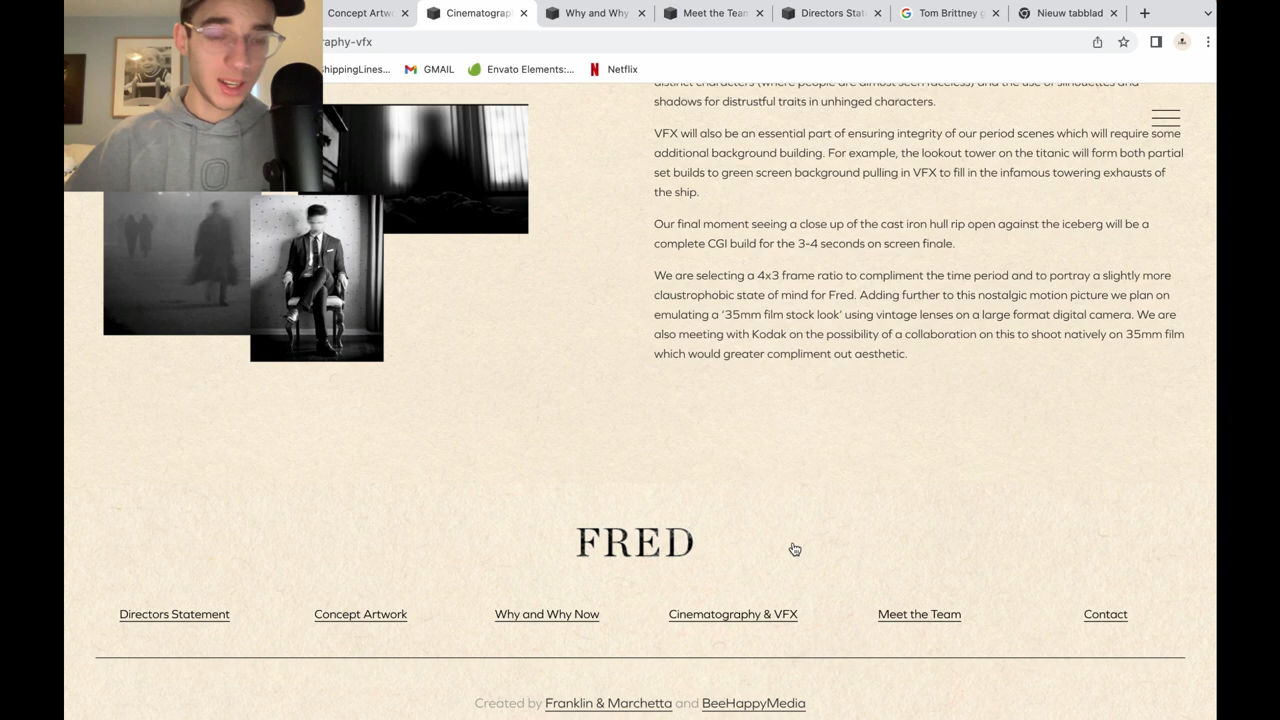 Concept Artw
Cinematograp
Why and Why
Meet the Tean
Directors Stat
Tom Brittney g
Nieuw tabblad
raphy-vfx
ShippingLines...
GMAIL
Envato Elements:...
Netflix
distinct characters (where people are almost seen faceless) and the use of silhouettes and
shadows for distrustful traits in unhinged characters.
VFX will also be an essential part of ensuring integrity of our period scenes which will require some
additional background building. For example, the lookout tower on the titanic will form both partial
set builds to green screen background pulling in VFX to fill in the infamous towering exhausts of
the ship.
Our final moment seeing a close up of the cast iron hull rip open against the iceberg will be a
complete CGI build for the 3-4 seconds on screen finale.
We are selecting a 4x3 frame ratio to compliment the time period and to portray a slightly more
claustrophobic state of mind for Fred. Adding further to this nostalgic motion picture we plan on
emulating a ‘35mm film stock look’ using vintage lenses on a large format digital camera. We are
also meeting with Kodak on the possibility of a collaboration on this to shoot natively on 35mm film
which would greater compliment out aesthetic.
FRED
Directors Statement
Concept Artwork
Why and Why Now
Cinematography & VFX
Meet the Team
Contact
Created by Franklin & Marchetta and BeeHappyMedia